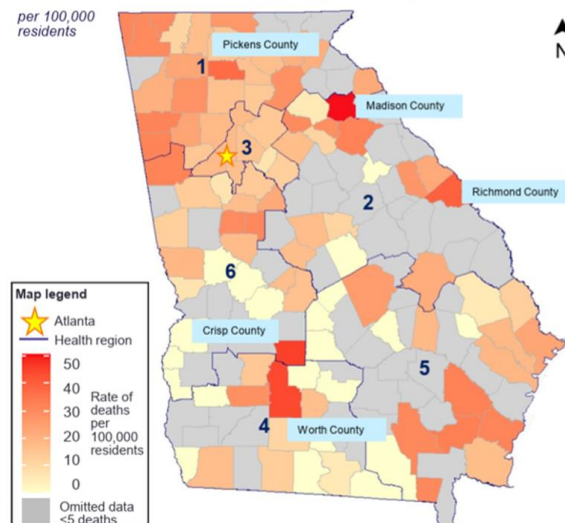 per 100,000
residents
N
Pickens County
1
Madison County
3
Richmond County
2
6
Map legend
Atlanta
Health region
Crisp County
50
40
30
20
10
0
Rate of
deaths
per
100,000
residents
5
4
Worth County
Omitted data
<5 deaths